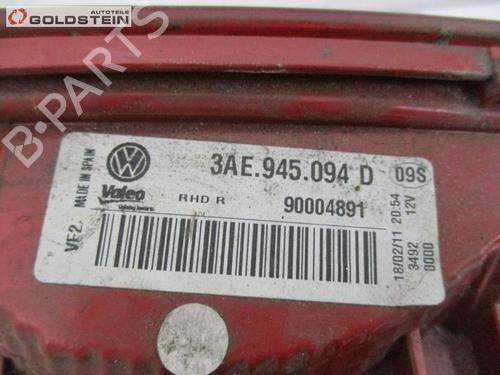 AUTOTEILE
GOLDSTEIN
B-PARTS
MADE IN SPAIN
3AE.945.094 D
09S
Valeo
RHD R
90004891
VF2
18/02/11 20:54
12V
3492
0000